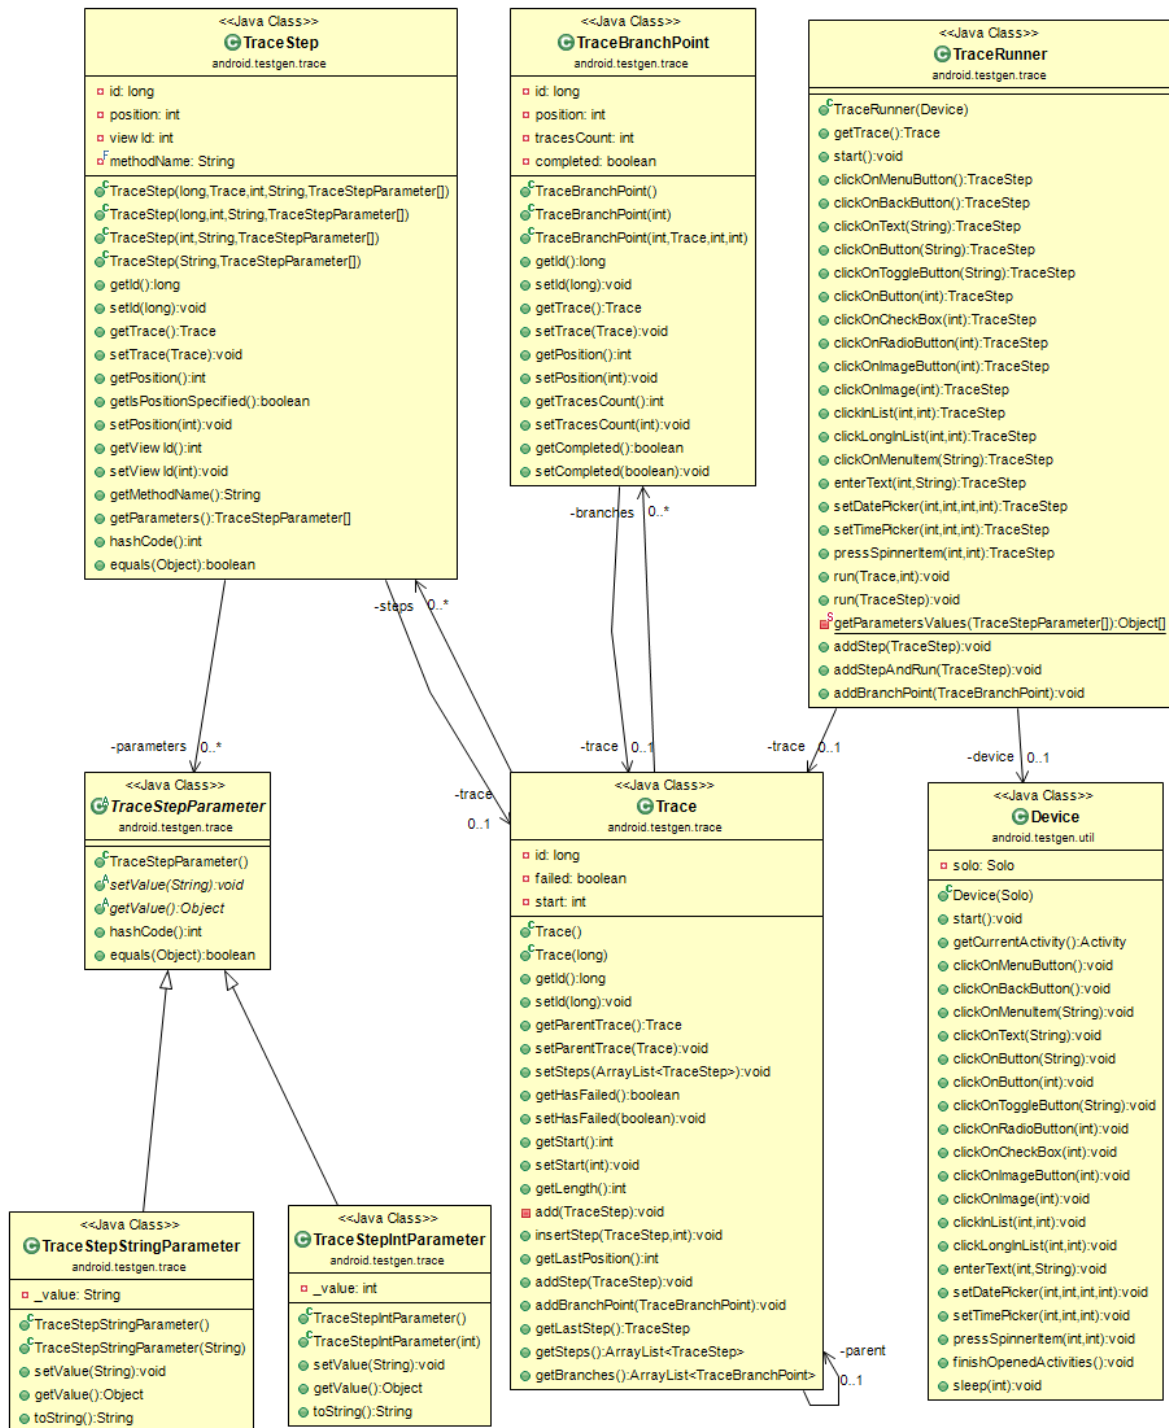 <<Java Class>>
TraceStep
android.testgen.trace
id: long
position: int
viewId: int
F methodName: String
C TraceStep(long,Trace,int,String,TraceStepParameter[])
C TraceStep(long,int,String,TraceStepParameter[])
C TraceStep(int,String,TraceStepParameter[])
C TraceStep(String,TraceStepParameter[])
getId():long
setId(long):void
getTrace():Trace
setTrace(Trace):void
getPosition():int
getIsPositionSpecified():boolean
setPosition(int):void
getViewId():int
setViewId(int):void
getMethodName():String
getParameters():TraceStepParameter[]
hashCode():int
equals(Object):boolean
<<Java Class>>
TraceBranchPoint
android.testgen.trace
id: long
position: int
tracesCount: int
completed: boolean
C TraceBranchPoint()
C TraceBranchPoint(int)
C TraceBranchPoint(int,Trace,int,int)
getId():long
setId(long):void
getTrace():Trace
setTrace(Trace):void
getPosition():int
setPosition(int):void
getTracesCount():int
setTracesCount(int):void
getCompleted():boolean
setCompleted(boolean):void
<<Java Class>>
TraceRunner
android.testgen.trace
C TraceRunner(Device)
getTrace():Trace
start():void
clickOnMenuButton():TraceStep
clickOnBackButton():TraceStep
clickOnText(String):TraceStep
clickOnButton(String):TraceStep
clickOnToggleButton(String):TraceStep
clickOnButton(int):TraceStep
clickOnCheckBox(int):TraceStep
clickOnRadioButton(int):TraceStep
clickOnImageButton(int):TraceStep
clickOnImage(int):TraceStep
clickInList(int,int):TraceStep
clickLongInList(int,int):TraceStep
clickOnMenuItem(String):TraceStep
enterText(int,String):TraceStep
setDatePicker(int,int,int,int):TraceStep
setTimePicker(int,int,int):TraceStep
pressSpinnerItem(int,int):TraceStep
run(Trace,int):void
run(TraceStep):void
S getParametersValues(TraceStepParameter[]):Object[]
addStep(TraceStep):void
addStepAndRun(TraceStep):void
addBranchPoint(TraceBranchPoint):void
-branches 0..*
-steps 0..*
-parameters 0..*
-trace 0..1
-trace 0..1
-device 0..1
-trace
0..1
<<Java Class>>
TraceStepParameter
android.testgen.trace
C TraceStepParameter()
A setValue(String):void
A getValue():Object
hashCode():int
equals(Object):boolean
<<Java Class>>
Trace
android.testgen.trace
id: long
failed: boolean
start: int
C Trace()
C Trace(long)
getId():long
setId(long):void
getParentTrace():Trace
setParentTrace(Trace):void
setSteps(ArrayList<TraceStep>):void
getHasFailed():boolean
setHasFailed(boolean):void
getStart():int
setStart(int):void
getLength():int
add(TraceStep):void
insertStep(TraceStep,int):void
getLastPosition():int
addStep(TraceStep):void
addBranchPoint(TraceBranchPoint):void
getLastStep():TraceStep
getSteps():ArrayList<TraceStep>
getBranches():ArrayList<TraceBranchPoint>
-parent
0..1
<<Java Class>>
Device
android.testgen.util
solo: Solo
C Device(Solo)
start():void
getCurrentActivity():Activity
clickOnMenuButton():void
clickOnBackButton():void
clickOnMenuItem(String):void
clickOnText(String):void
clickOnButton(String):void
clickOnButton(int):void
clickOnToggleButton(String):void
clickOnRadioButton(int):void
clickOnCheckBox(int):void
clickOnImageButton(int):void
clickOnImage(int):void
clickInList(int,int):void
clickLongInList(int,int):void
enterText(int,String):void
setDatePicker(int,int,int,int):void
setTimePicker(int,int,int):void
pressSpinnerItem(int,int):void
finishOpenedActivities():void
sleep(int):void
<<Java Class>>
TraceStepStringParameter
android.testgen.trace
_value: String
C TraceStepStringParameter()
C TraceStepStringParameter(String)
setValue(String):void
getValue():Object
toString():String
<<Java Class>>
TraceStepIntParameter
android.testgen.trace
_value: int
C TraceStepIntParameter()
C TraceStepIntParameter(int)
setValue(String):void
getValue():Object
toString():String